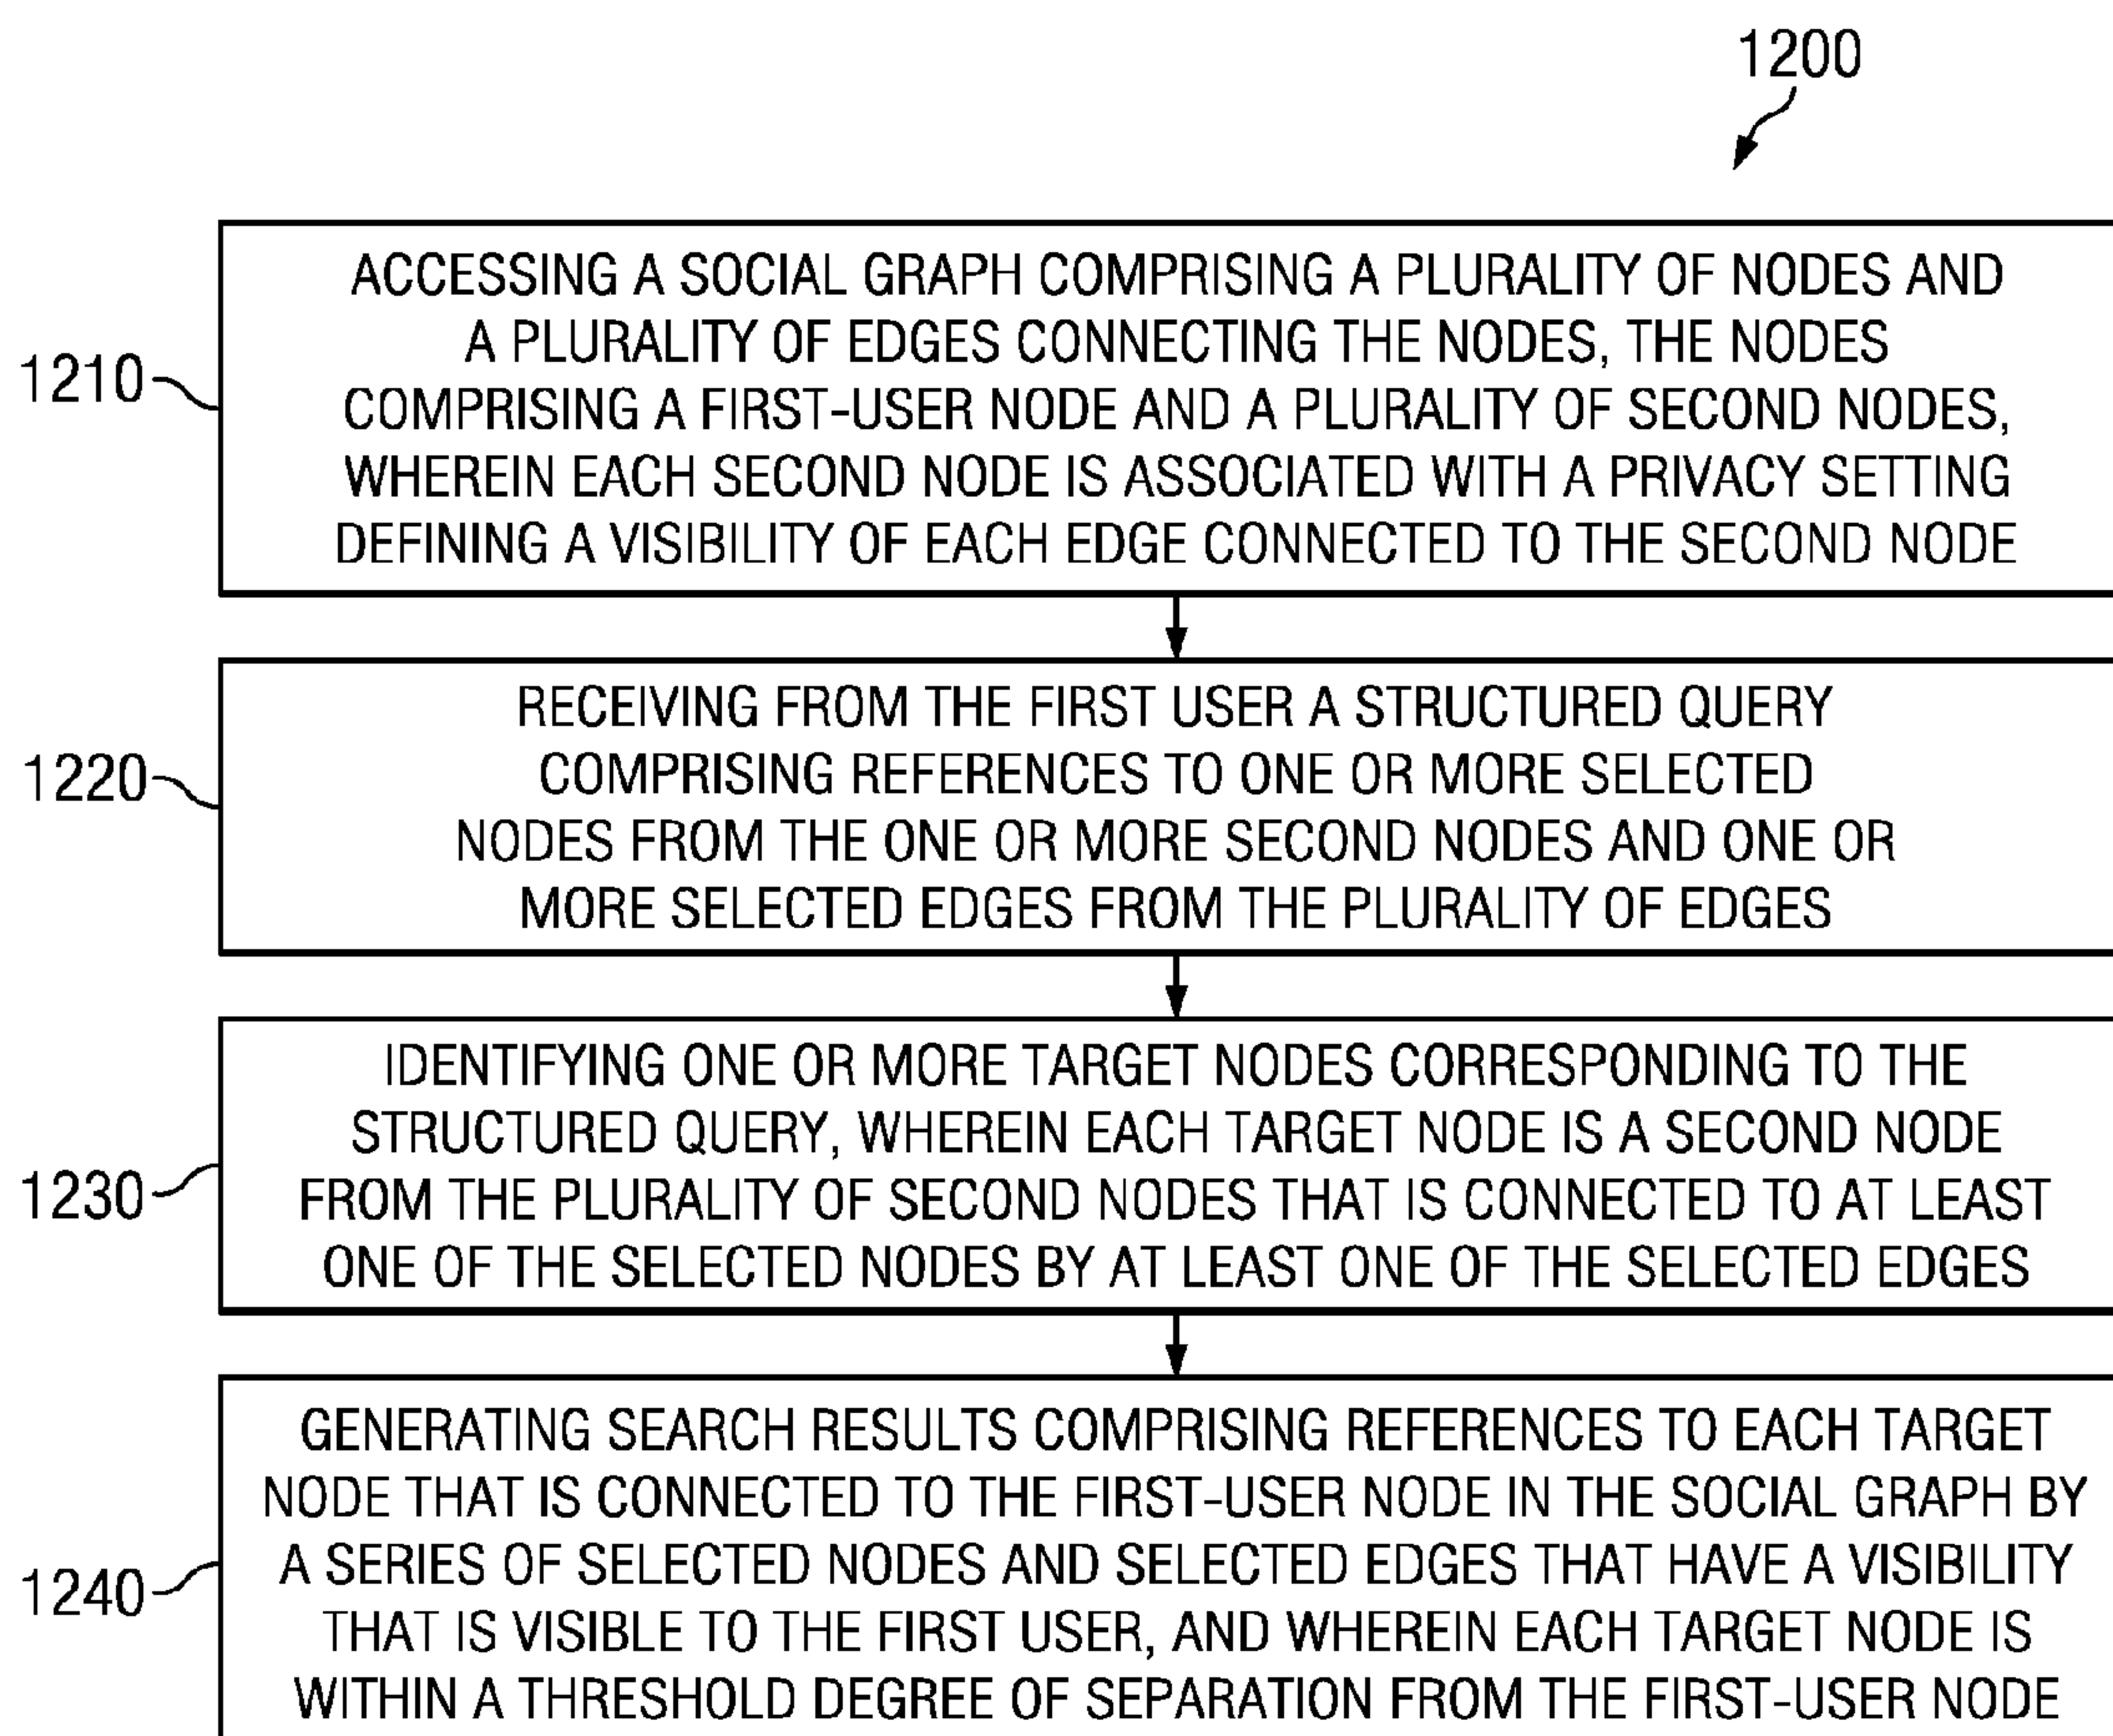 1200
1210
ACCESSING A SOCIAL GRAPH COMPRISING A PLURALITY OF NODES AND
A PLURALITY OF EDGES CONNECTING THE NODES, THE NODES
COMPRISING A FIRST-USER NODE AND A PLURALITY OF SECOND NODES,
WHEREIN EACH SECOND NODE IS ASSOCIATED WITH A PRIVACY SETTING
DEFINING A VISIBILITY OF EACH EDGE CONNECTED TO THE SECOND NODE
1220
RECEIVING FROM THE FIRST USER A STRUCTURED QUERY
COMPRISING REFERENCES TO ONE OR MORE SELECTED
NODES FROM THE ONE OR MORE SECOND NODES AND ONE OR
MORE SELECTED EDGES FROM THE PLURALITY OF EDGES
1230
IDENTIFYING ONE OR MORE TARGET NODES CORRESPONDING TO THE
STRUCTURED QUERY, WHEREIN EACH TARGET NODE IS A SECOND NODE
FROM THE PLURALITY OF SECOND NODES THAT IS CONNECTED TO AT LEAST
ONE OF THE SELECTED NODES BY AT LEAST ONE OF THE SELECTED EDGES
1240
GENERATING SEARCH RESULTS COMPRISING REFERENCES TO EACH TARGET
NODE THAT IS CONNECTED TO THE FIRST-USER NODE IN THE SOCIAL GRAPH BY
A SERIES OF SELECTED NODES AND SELECTED EDGES THAT HAVE A VISIBILITY
THAT IS VISIBLE TO THE FIRST USER, AND WHEREIN EACH TARGET NODE IS
WITHIN A THRESHOLD DEGREE OF SEPARATION FROM THE FIRST-USER NODE